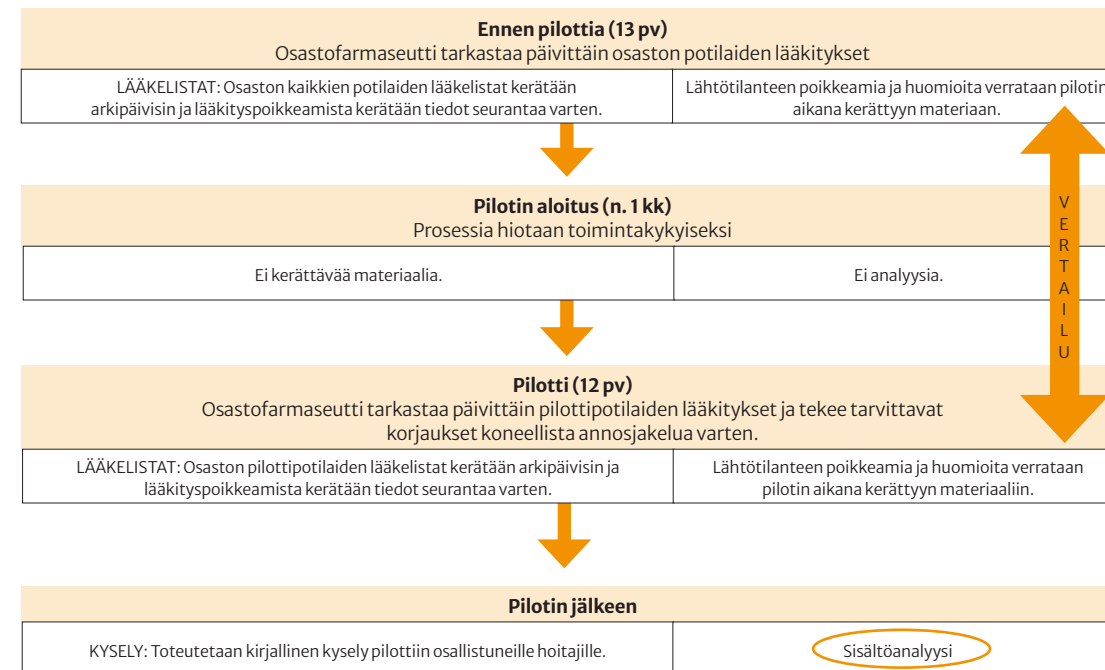 Ennen pilottia (13 pv)
Osastofarmaseutti tarkastaa päivittäin osaston potilaiden lääkitykset
LÄÄKELISTAT: Osaston kaikkien potilaiden lääkelistat kerätään
arkipäivisin ja lääkityspoikkeamista kerätään tiedot seurantaa varten.
Lähtötilanteen poikkeamia ja huomioita verrataan pilotin
aikana kerättyyn materiaan.
Pilotin aloitus (n. 1 kk)
Prosessia hiotaan toimintakykyiseksi
Ei kerättävää materiaalia.
Ei analyysia.
VERTAILU
Pilotti (12 pv)
Osastofarmaseutti tarkastaa päivittäin pilottipotilaiden lääkitykset ja tekee tarvittavat
korjaukset koneellista annosjakelua varten.
LÄÄKELISTAT: Osaston pilottipotilaiden lääkelistat kerätään arkipäivisin ja
lääkityspoikkeamista kerätään tiedot seurantaa varten.
Lähtötilanteen poikkeamia ja huomioita verrataan
pilotin aikana kerättyyn materiaaliin.
Pilotin jälkeen
KYSELY: Toteutetaan kirjallinen kysely pilottiin osallistuneille hoitajille.
Sisältöanalyysi